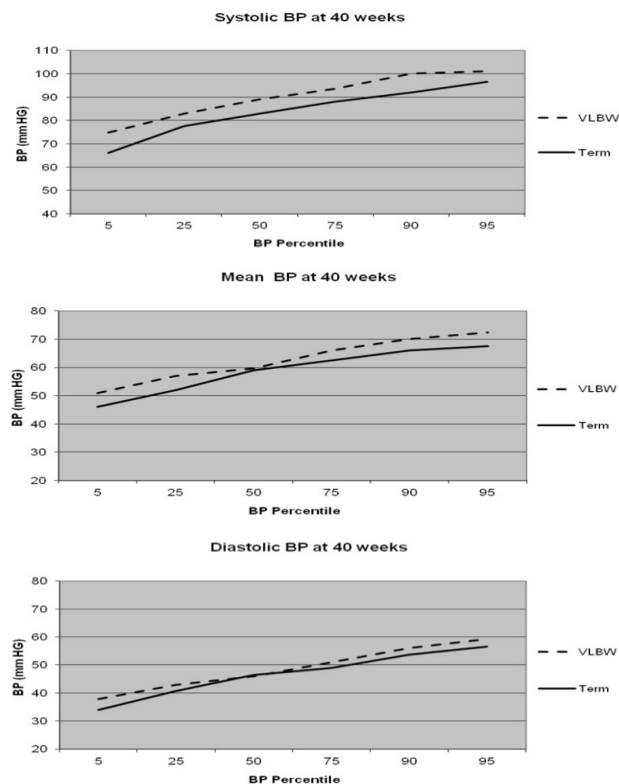 Systolic BP at 40 weeks
110
100
90
80
70
60
50
40
BP (mm HG)
5 25 50 75 90 95
BP Percentile
VLBW
Term
Mean BP at 40 weeks
80
70
60
50
40
30
20
BP (mm HG)
5 25 50 75 90 95
BP Percentile
VLBW
Term
Diastolic BP at 40 weeks
80
70
60
50
40
30
20
BP (mm HG)
5 25 50 75 90 95
BP Percentile
VLBW
Term